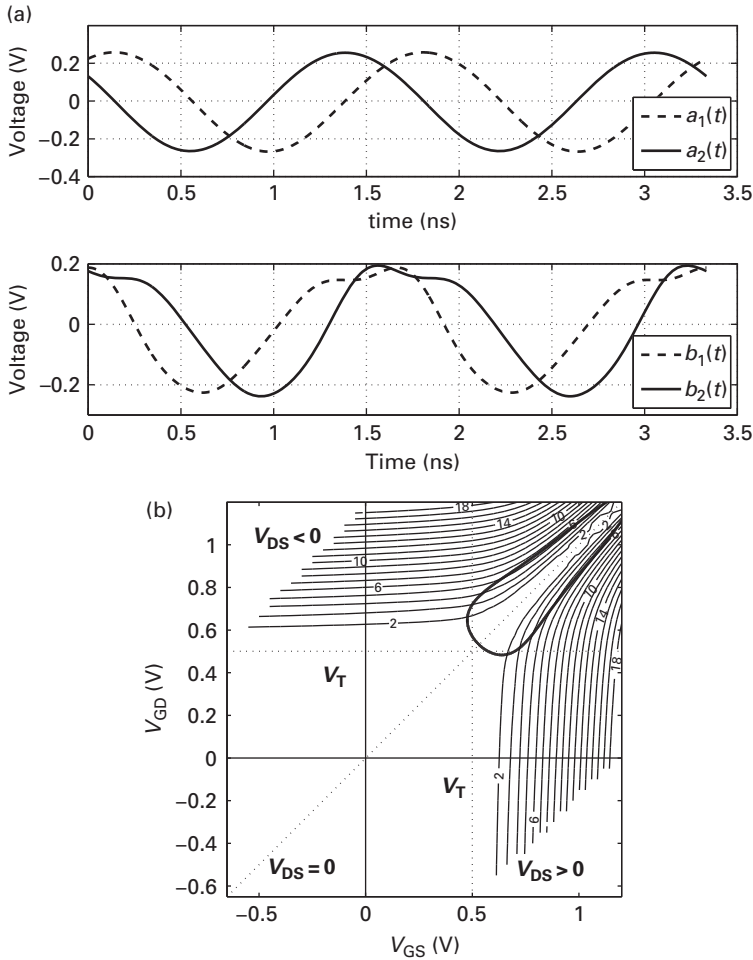 (a)
Voltage (V)
0.2
0
−0.2
−0.4
0 0.5 1 1.5 2 2.5 3 3.5
time (ns)
a1(t)
a2(t)
Voltage (V)
0.2
0
−0.2
0 0.5 1 1.5 2 2.5 3 3.5
Time (ns)
b1(t)
b2(t)
(b)
VGD (V)
1
0.8
0.6
0.4
0.2
0
−0.2
−0.4
−0.6
−0.5 0 0.5 1
VGS (V)
VDS < 0
VT
VT
VDS = 0
VDS > 0
18
14
10
6
2
10
2
2
10
14
18
2
6